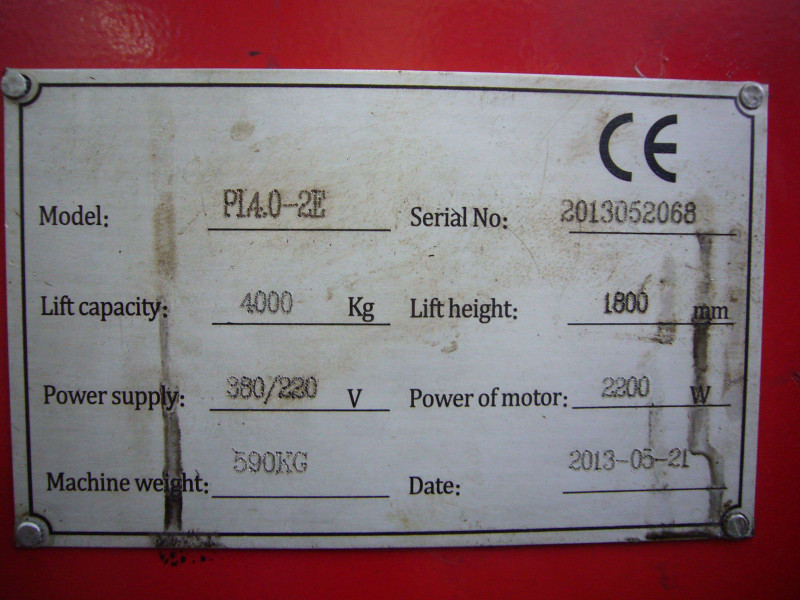 CE
Model: PI4.0-2E Serial No: 2013052068
Lift capacity: 4000 Kg Lift height: 1800 mm
Power supply: 380/220 V Power of motor: 2200 W
Machine weight: 590KG Date: 2013-05-21